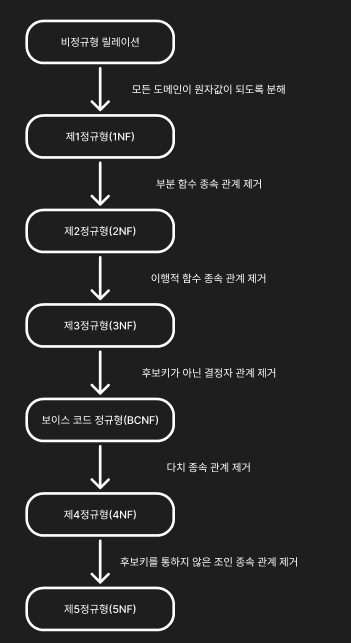 비정규형 릴레이션
모든 도메인이 원자값이 되도록 분해
제1정규형(1NF)
부분 함수 종속 관계 제거
제2정규형(2NF)
이행적 함수 종속 관계 제거
제3정규형(3NF)
후보키가 아닌 결정자 관계 제거
보이스 코드 정규형(BCNF)
다치 종속 관계 제거
제4정규형(4NF)
후보키를 통하지 않은 조인 종속 관계 제거
제5정규형(5NF)